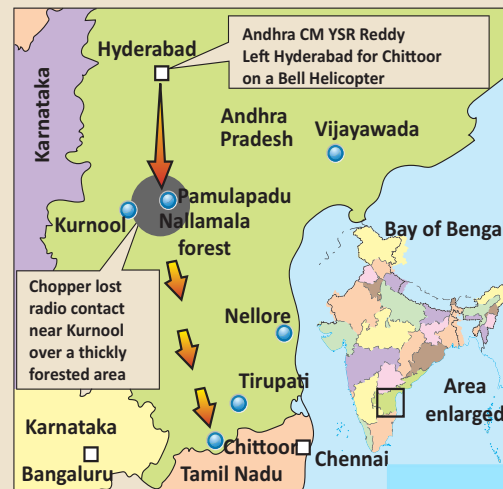 Andhra CM YSR Reddy
Left Hyderabad for Chittoor
on a Bell Helicopter
Hyderabad
Karnataka
Andhra
Pradesh
Vijayawada
Pamulapadu
Kurnool
Nallamala
forest
Bay of Benga
Chopper lost
radio contact
near Kurnool
over a thickly
forested area
Nellore
Tirupati
Area
enlarged
Karnataka
Chittoor
Chennai
Bangaluru
Tamil Nadu